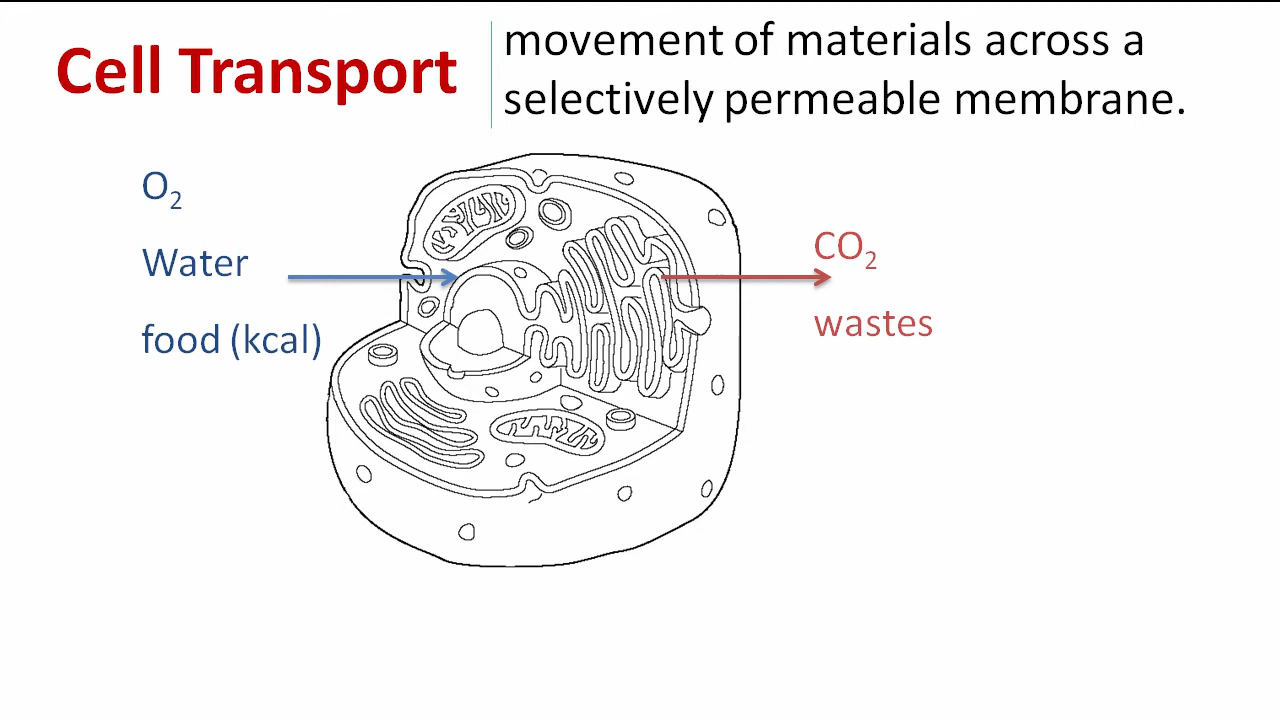 Cell Transport
movement of materials across a
selectively permeable membrane.
O₂
Water
food (kcal)
CO₂
wastes